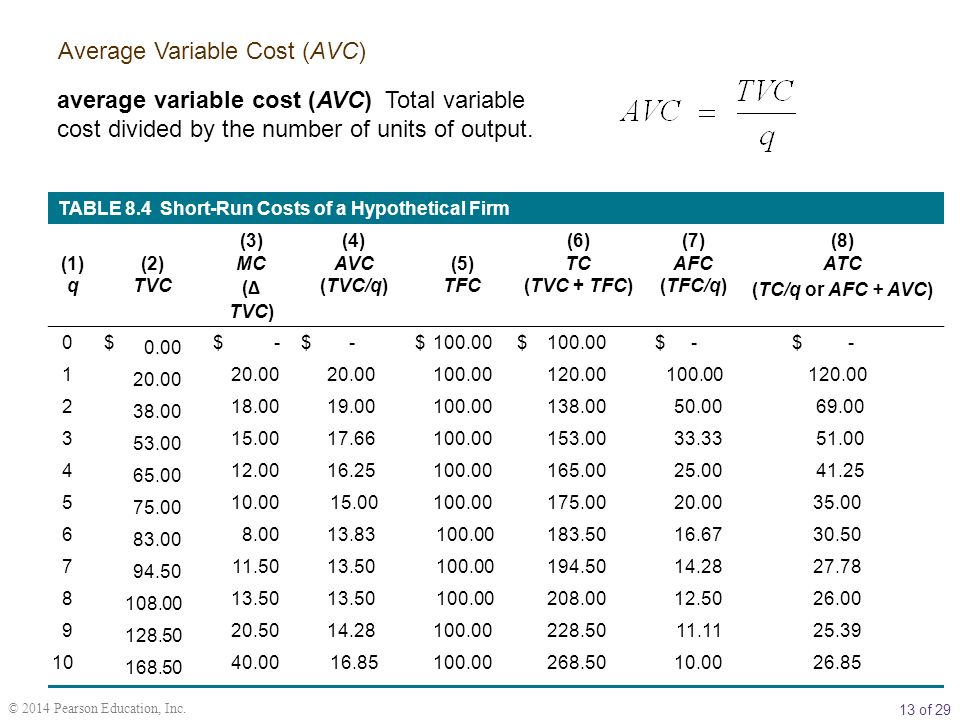 Average Variable Cost (AVC)
average variable cost (AVC) Total variable
cost divided by the number of units of output.
AVC = TVC / q
TABLE 8.4 Short-Run Costs of a Hypothetical Firm
(1) q (2) TVC (3) MC (Δ TVC) (4) AVC (TVC/q) (5) TFC (6) TC (TVC + TFC) (7) AFC (TFC/q) (8) ATC (TC/q or AFC + AVC)
0 $ 0.00 $ - $ - $ 100.00 $ 100.00 $ - $ -
1 20.00 20.00 20.00 100.00 120.00 100.00 120.00
2 38.00 18.00 19.00 100.00 138.00 50.00 69.00
3 53.00 15.00 17.66 100.00 153.00 33.33 51.00
4 65.00 12.00 16.25 100.00 165.00 25.00 41.25
5 75.00 10.00 15.00 100.00 175.00 20.00 35.00
6 83.00 8.00 13.83 100.00 183.50 16.67 30.50
7 94.50 11.50 13.50 100.00 194.50 14.28 27.78
8 108.00 13.50 13.50 100.00 208.00 12.50 26.00
9 128.50 20.50 14.28 100.00 228.50 11.11 25.39
10 168.50 40.00 16.85 100.00 268.50 10.00 26.85
© 2014 Pearson Education, Inc.
13 of 29